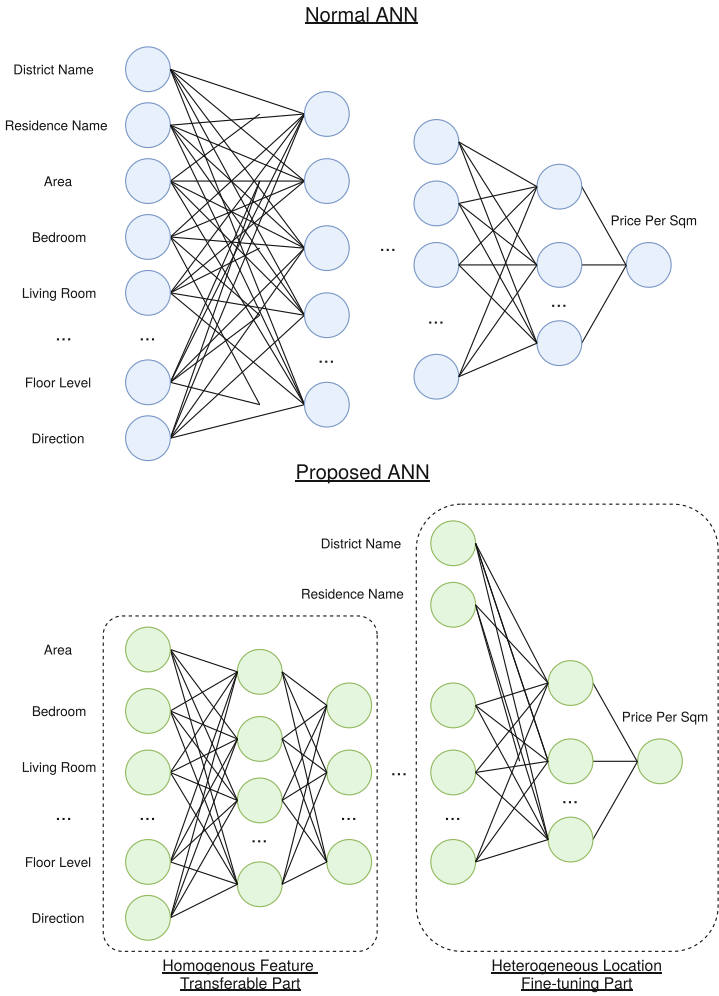 Normal ANN
District Name
Residence Name
Area
Bedroom
Living Room
...
...
Floor Level
Direction
...
...
...
...
Price Per Sqm
Proposed ANN
District Name
Residence Name
Area
Bedroom
Living Room
...
...
Floor Level
Direction
...
...
...
...
...
Price Per Sqm
Homogenous Feature
Transferable Part
Heterogeneous Location
Fine-tuning Part